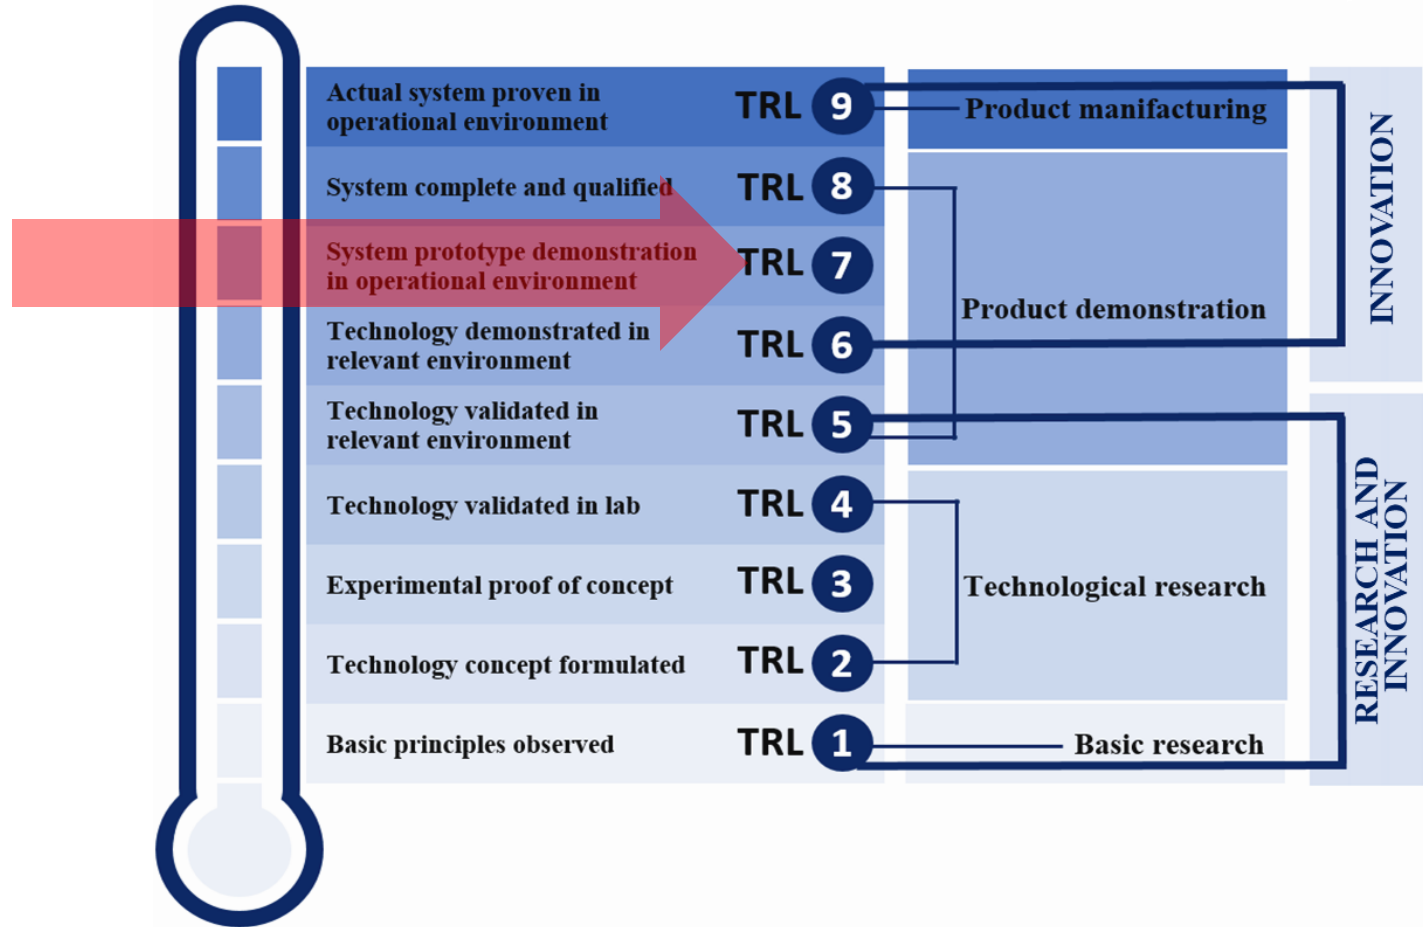 Actual system proven in
operational environment
TRL 9
Product manifacturing
System complete and qualified
TRL 8
System prototype demonstration
in operational environment
TRL 7
Product demonstration
Technology demonstrated in
relevant environment
TRL 6
Technology validated in
relevant environment
TRL 5
Technology validated in lab
TRL 4
Experimental proof of concept
TRL 3
Technological research
Technology concept formulated
TRL 2
Basic principles observed
TRL 1
Basic research
INNOVATION
RESEARCH AND
INNOVATION